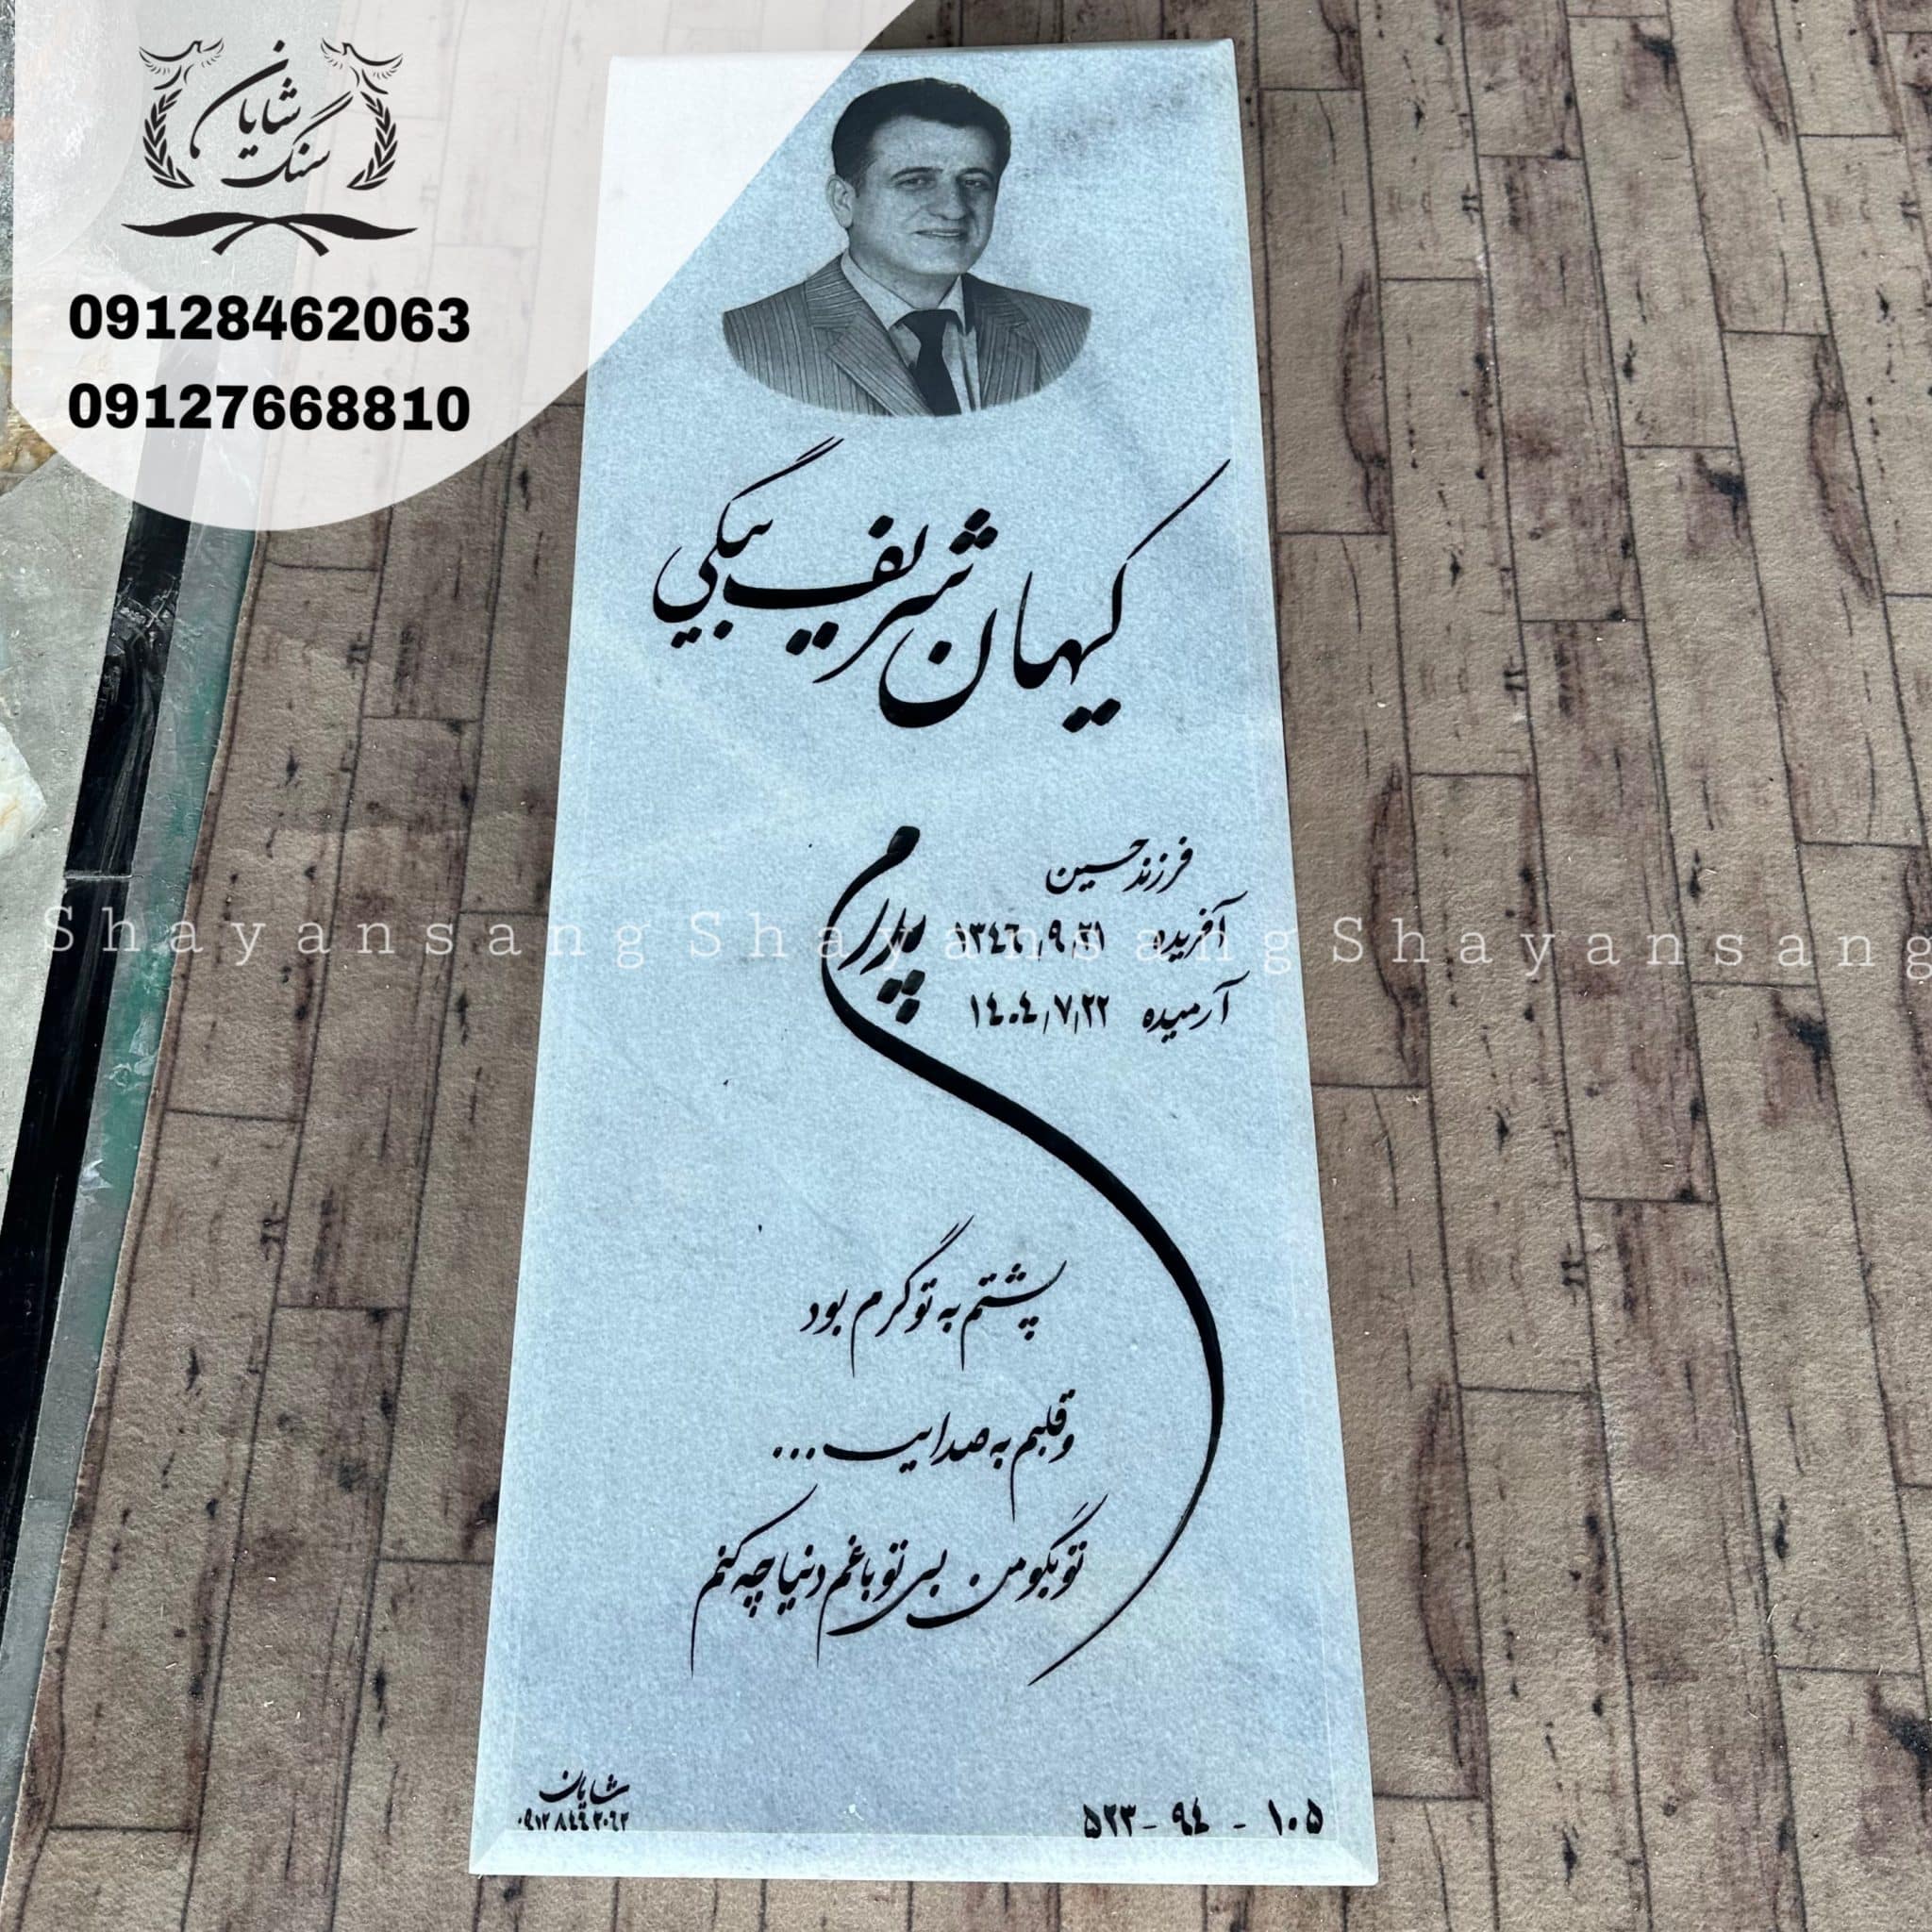 سنگ شایان
09128462063
09127668810
کیهان شریف بیگی
پدرم
فرزند حسین
آفریده ۱۳۴۶/۹/۲۱
آرمیده ۱۴۰۴/۷/۲۲
Shayansang Shayansang Shayansang
پشتم به تو گرم بود
و قلبم به صدایت...
تو بگو من بی تو با غم دنیا چه کنم
شایان
۱۰۵ - ۹۴ - ۵۲۳